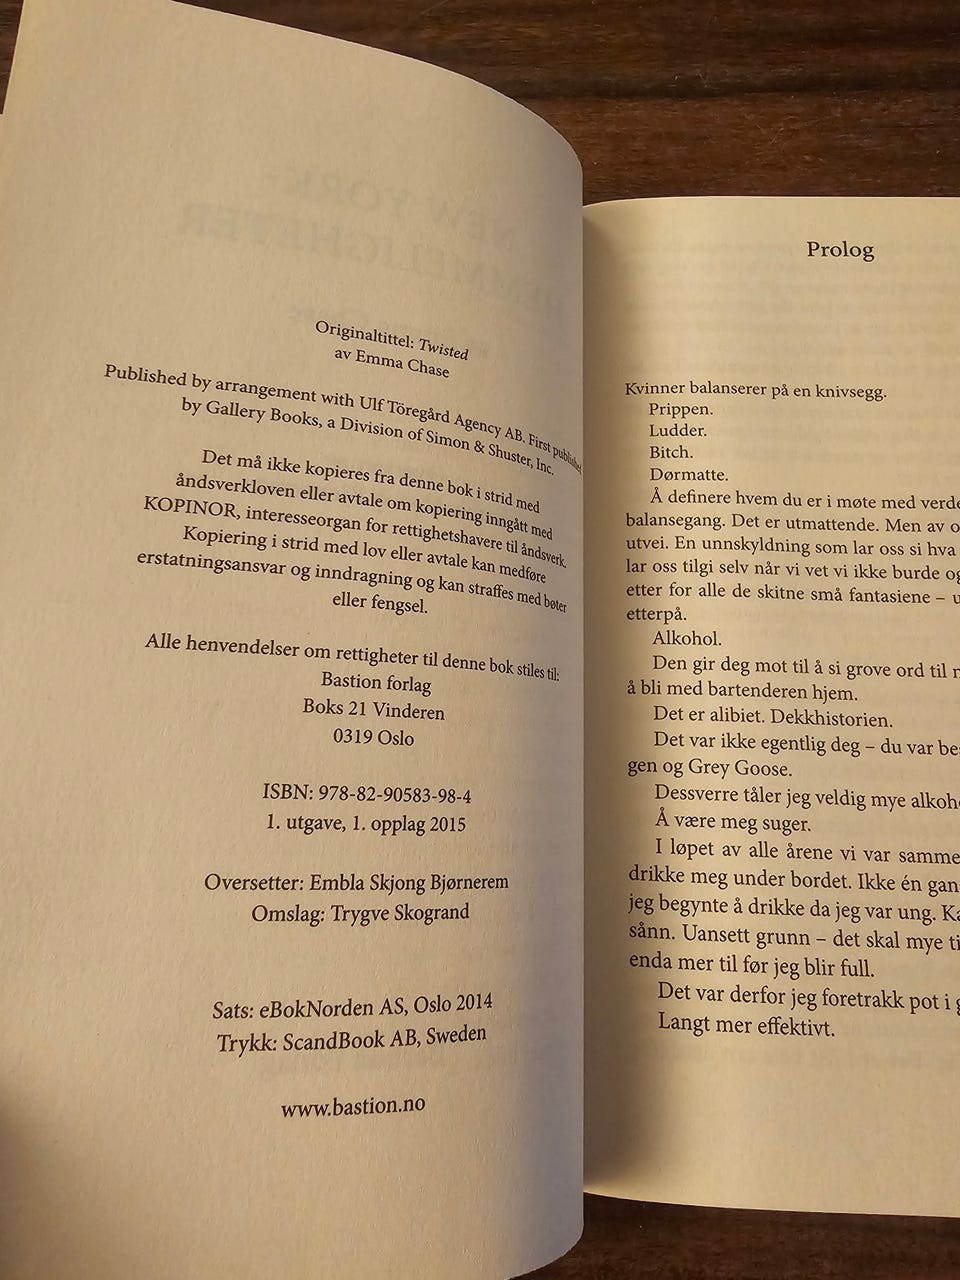 Originaltittel: Twisted
av Emma Chase
Published by arrangement with Ulf Töregård Agency AB. First published
by Gallery Books, a Division of Simon & Shuster, Inc.
Det må ikke kopieres fra denne bok i strid med
åndsverkloven eller avtale om kopiering inngått med
KOPINOR, interesseorgan for rettighetshavere til åndsverk.
Kopiering i strid med lov eller avtale kan medføre
erstatningsansvar og inndragning og kan straffes med bøter
eller fengsel.
Alle henvendelser om rettigheter til denne bok stiles til:
Bastion forlag
Boks 21 Vinderen
0319 Oslo
ISBN: 978-82-90583-98-4
1. utgave, 1. opplag 2015
Oversetter: Embla Skjong Bjørnerem
Omslag: Trygve Skogrand
Sats: eBokNorden AS, Oslo 2014
Trykk: ScandBook AB, Sweden
www.bastion.no
Prolog
Kvinner balanserer på en knivsegg.
Prippen.
Ludder.
Bitch.
Dørmatte.
Å definere hvem du er i møte med verde
balansegang. Det er utmattende. Men av o
utvei. En unnskyldning som lar oss si hva
lar oss tilgi selv når vi vet vi ikke burde og
etter for alle de skitne små fantasiene – u
etterpå.
Alkohol.
Den gir deg mot til å si grove ord til
å bli med bartenderen hjem.
Det er alibiet. Dekkhistorien.
Det var ikke egentlig deg – du var be
gen og Grey Goose.
Dessverre tåler jeg veldig mye alkoho
Å være meg suger.
I løpet av alle årene vi var samme
drikke meg under bordet. Ikke én gan
jeg begynte å drikke da jeg var ung. Ka
sånn. Uansett grunn – det skal mye ti
enda mer til før jeg blir full.
Det var derfor jeg foretrakk pot i g
Langt mer effektivt.